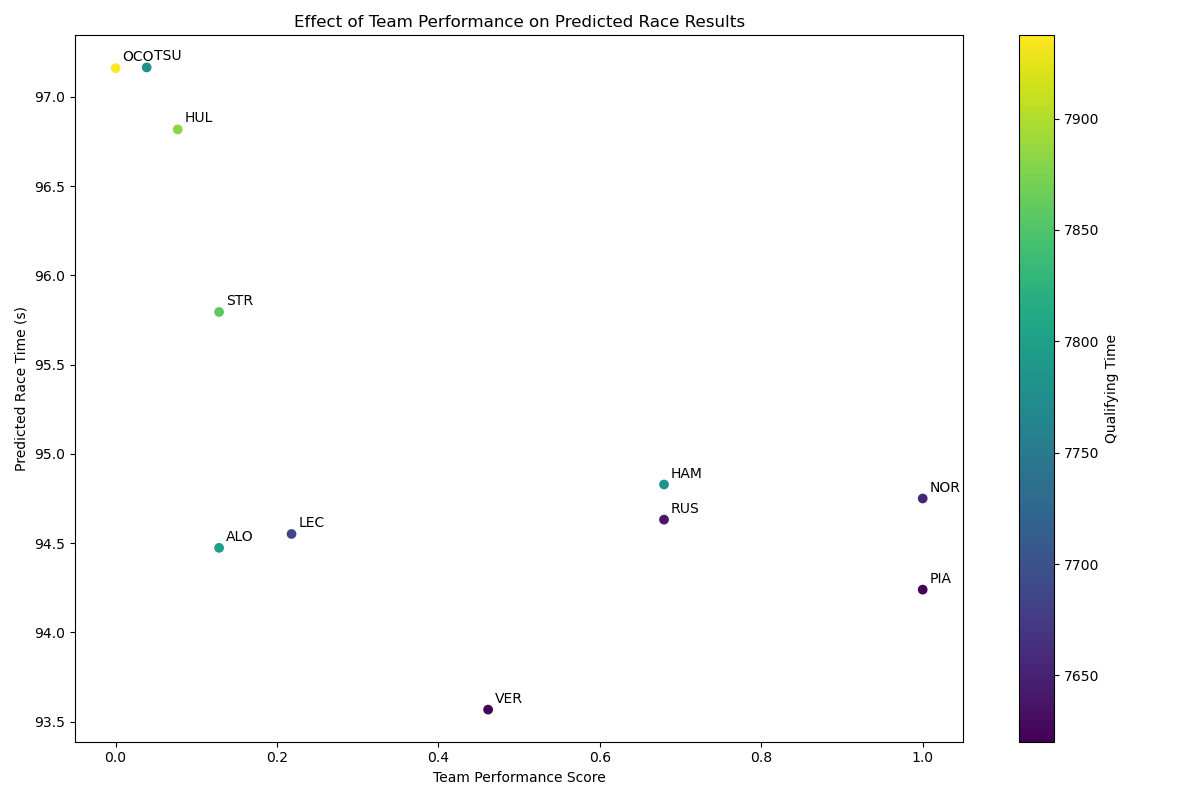 Effect of Team Performance on Predicted Race Results
Predicted Race Time (s)
97.0
96.5
96.0
95.5
95.0
94.5
94.0
93.5
OCO
TSU
HUL
STR
HAM
NOR
RUS
LEC
ALO
PIA
VER
0.0
0.2
0.4
0.6
0.8
1.0
Team Performance Score
7900
7850
7800
7750
7700
7650
Qualifying Time